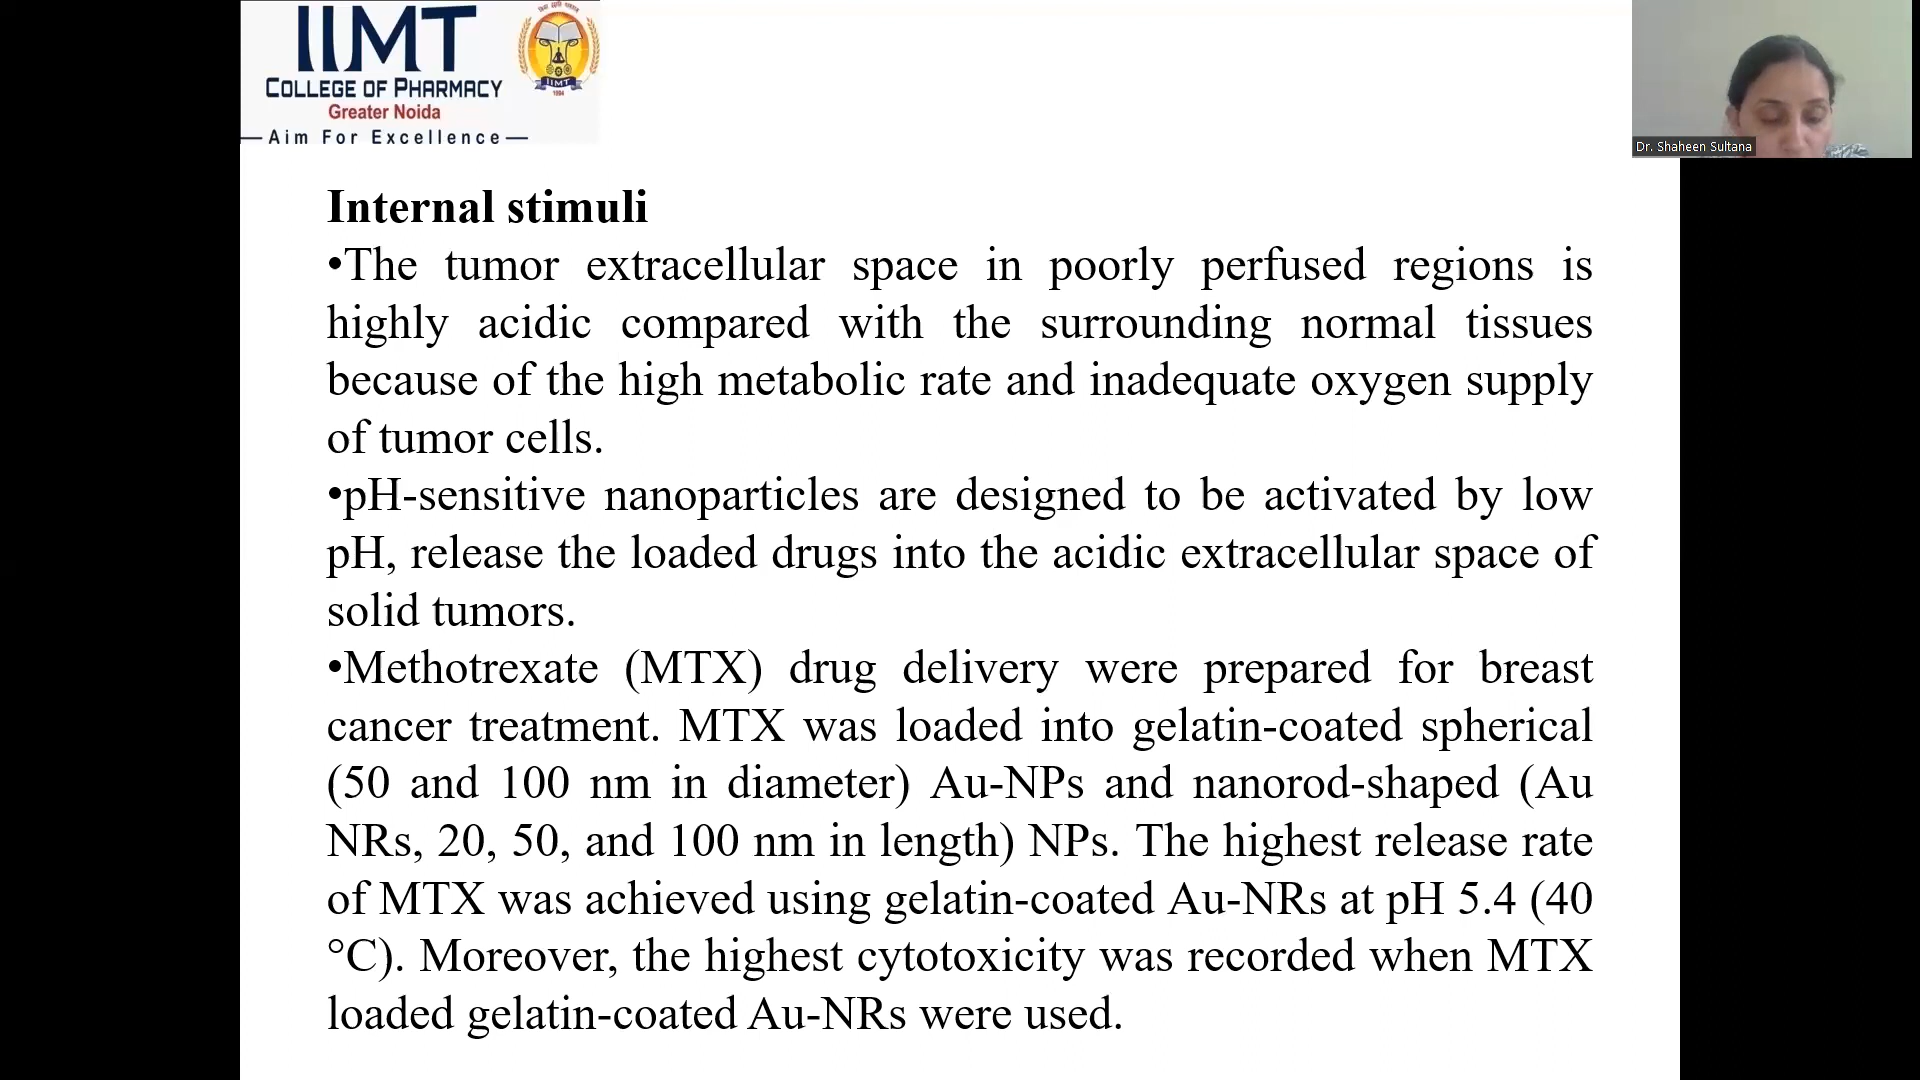 IIMT
COLLEGE OF PHARMACY
Greater Noida
Aim For Excellence
IIMT
Dr. Shaheen Sultana
Internal stimuli
•The tumor extracellular space in poorly perfused regions is
highly acidic compared with the surrounding normal tissues
because of the high metabolic rate and inadequate oxygen supply
of tumor cells.
•pH-sensitive nanoparticles are designed to be activated by low
pH, release the loaded drugs into the acidic extracellular space of
solid tumors.
•Methotrexate (MTX) drug delivery were prepared for breast
cancer treatment. MTX was loaded into gelatin-coated spherical
(50 and 100 nm in diameter) Au-NPs and nanorod-shaped (Au
NRs, 20, 50, and 100 nm in length) NPs. The highest release rate
of MTX was achieved using gelatin-coated Au-NRs at pH 5.4 (40
°C). Moreover, the highest cytotoxicity was recorded when MTX
loaded gelatin-coated Au-NRs were used.